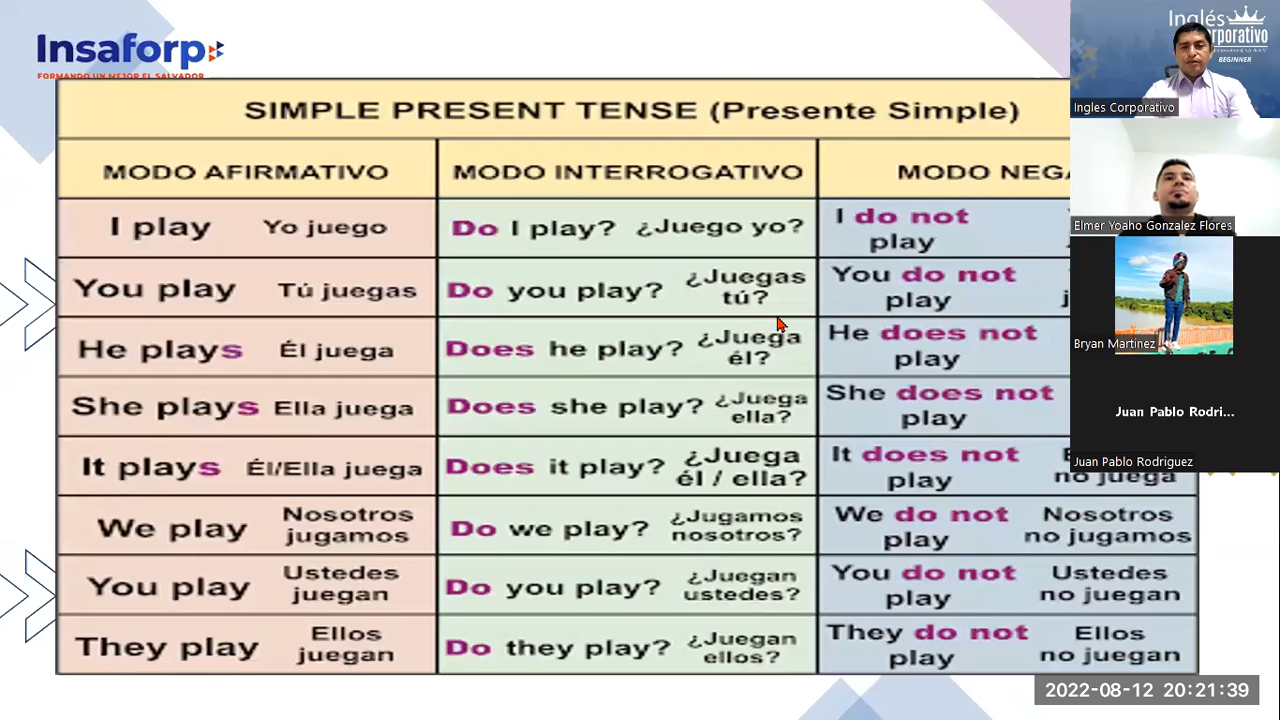 Insaforp
FORMANDO UN MEJOR EL SALVADOR
SIMPLE PRESENT TENSE (Presente Simple)
MODO AFIRMATIVO
MODO INTERROGATIVO
MODO NEGA
I play Yo juego
Do I play? ¿Juego yo?
I do not
play
You play Tú juegas
Do you play? ¿Juegas
tú?
You do not
play
He plays Él juega
Does he play? ¿Juega
él?
He does not
play
She plays Ella juega
Does she play? ¿Juega
ella?
She does not
play
It plays Él/Ella juega
Does it play? ¿Juega
él / ella?
It does not
play
no juega
We play Nosotros
jugamos
Do we play? ¿Jugamos
nosotros?
We do not
play
Nosotros
no jugamos
You play Ustedes
juegan
Do you play? ¿Juegan
ustedes?
You do not
play
Ustedes
no juegan
They play Ellos
juegan
Do they play? ¿Juegan
ellos?
They do not
play
Ellos
no juegan
Inglés
BEGINNER
Ingles Corporativo
Elmer Yoaho Gonzalez Flores
Bryan Martinez
Juan Pablo Rodri...
Juan Pablo Rodriguez
2022-08-12 20:21:39